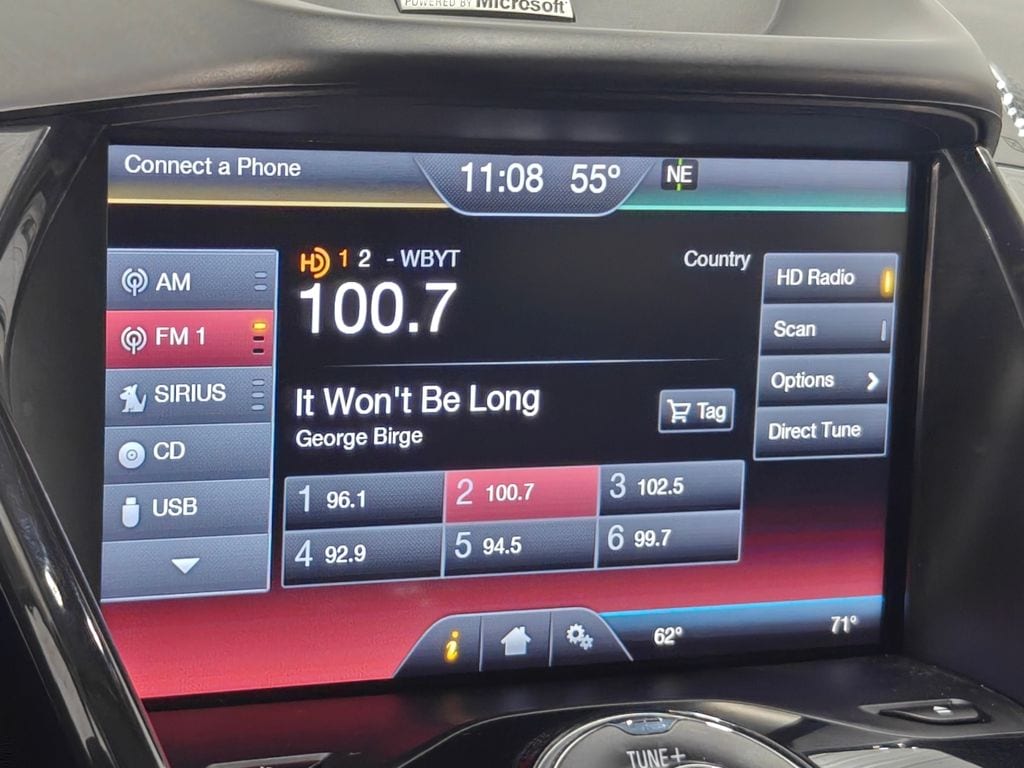 POWERED BY Microsoft
Connect a Phone
11:08 55° NE
HD 1 2 - WBYT
100.7
Country
AM
FM 1
SIRIUS
CD
USB
It Won't Be Long
George Birge
Tag
HD Radio
Scan
Options
Direct Tune
1 96.1
2 100.7
3 102.5
4 92.9
5 94.5
6 99.7
i
62°
71°
TUNE+